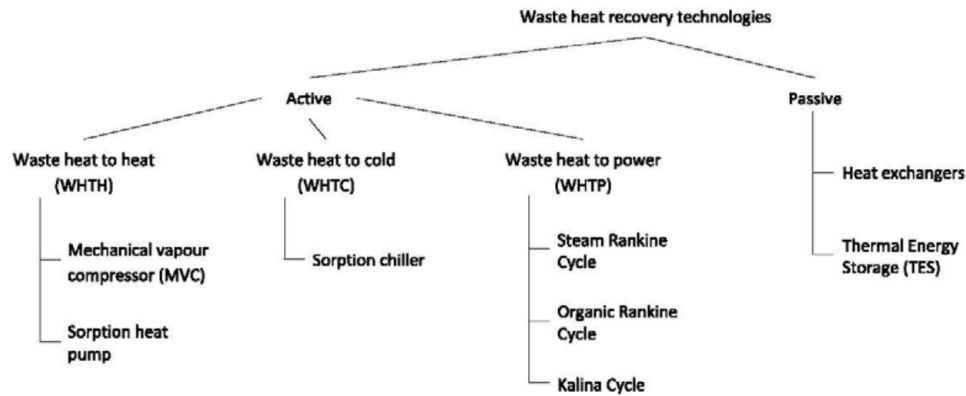 Waste heat recovery technologies
Active
Passive
Waste heat to heat
(WHTH)
Waste heat to cold
(WHTC)
Waste heat to power
(WHTP)
Mechanical vapour
compressor (MVC)
Sorption heat
pump
Sorption chiller
Steam Rankine
Cycle
Organic Rankine
Cycle
Kalina Cycle
Heat exchangers
Thermal Energy
Storage (TES)